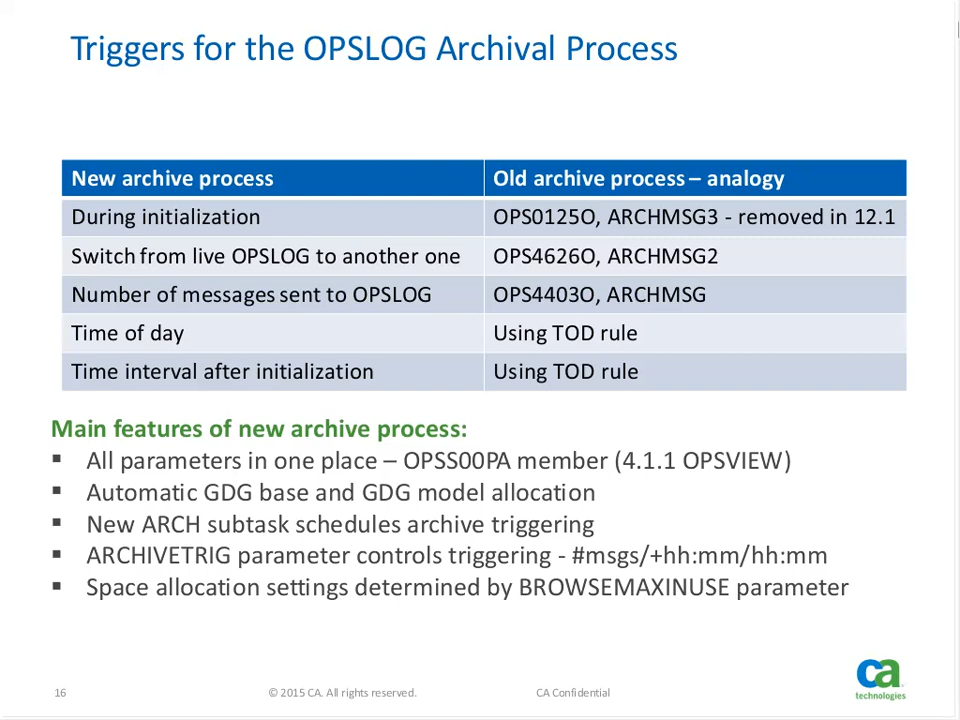 Triggers for the OPSLOG Archival Process
New archive process
Old archive process – analogy
During initialization
OPS0125O, ARCHMSG3 - removed in 12.1
Switch from live OPSLOG to another one
OPS4626O, ARCHMSG2
Number of messages sent to OPSLOG
OPS4403O, ARCHMSG
Time of day
Using TOD rule
Time interval after initialization
Using TOD rule
Main features of new archive process:
▪ All parameters in one place – OPSS00PA member (4.1.1 OPSVIEW)
▪ Automatic GDG base and GDG model allocation
▪ New ARCH subtask schedules archive triggering
▪ ARCHIVETRIG parameter controls triggering - #msgs/+hh:mm/hh:mm
▪ Space allocation settings determined by BROWSEMAXINUSE parameter
ca
technologies
16
© 2015 CA. All rights reserved.
CA Confidential